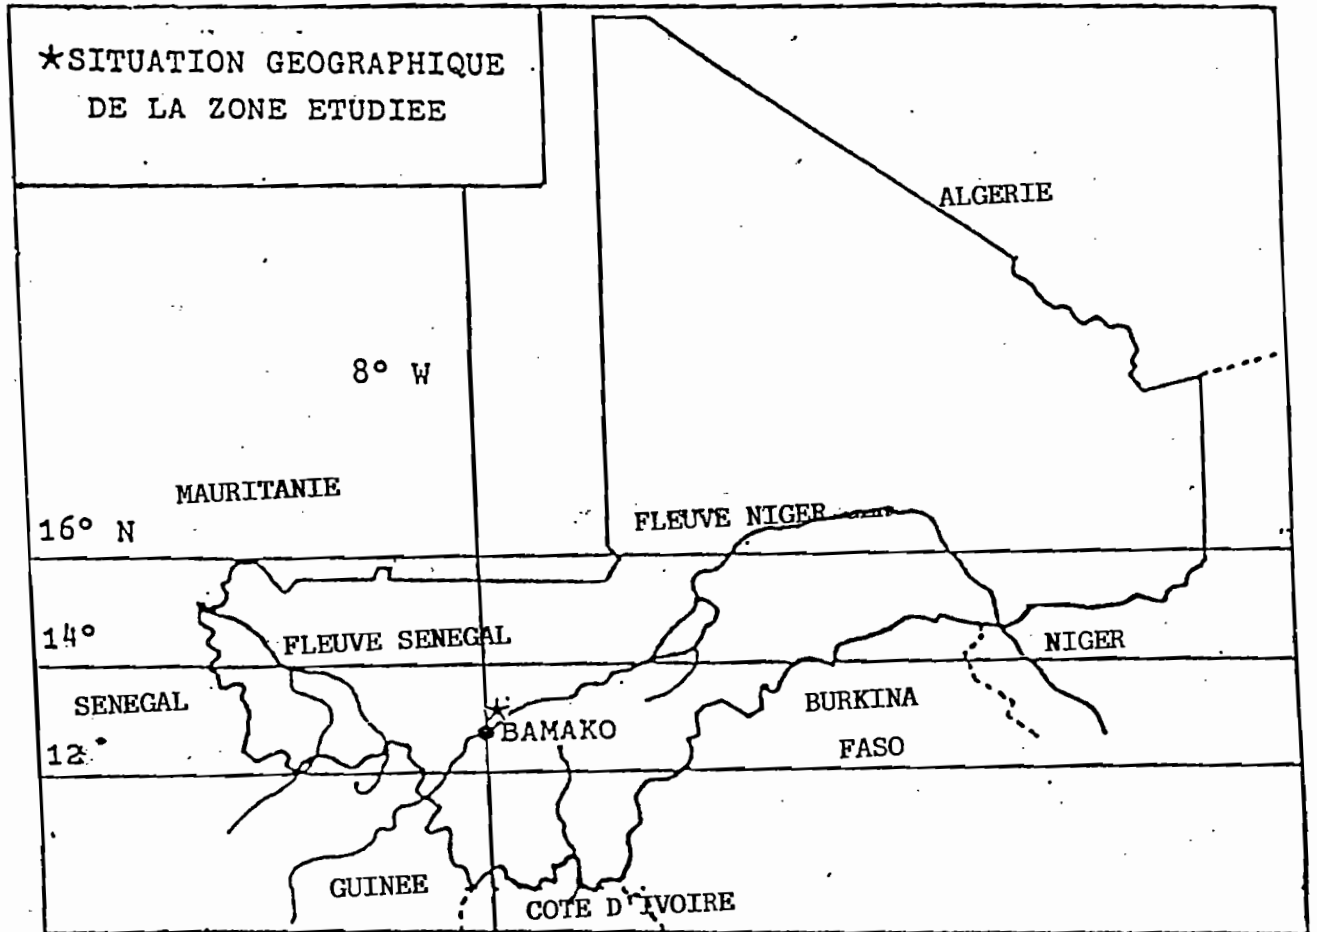 ★SITUATION GEOGRAPHIQUE
DE LA ZONE ETUDIEE
ALGERIE
8° W
MAURITANIE
FLEUVE NIGER
16° N
14°
FLEUVE SENEGAL
NIGER
SENEGAL
BURKINA
FASO
★
BAMAKO
12°
GUINEE
COTE D'IVOIRE